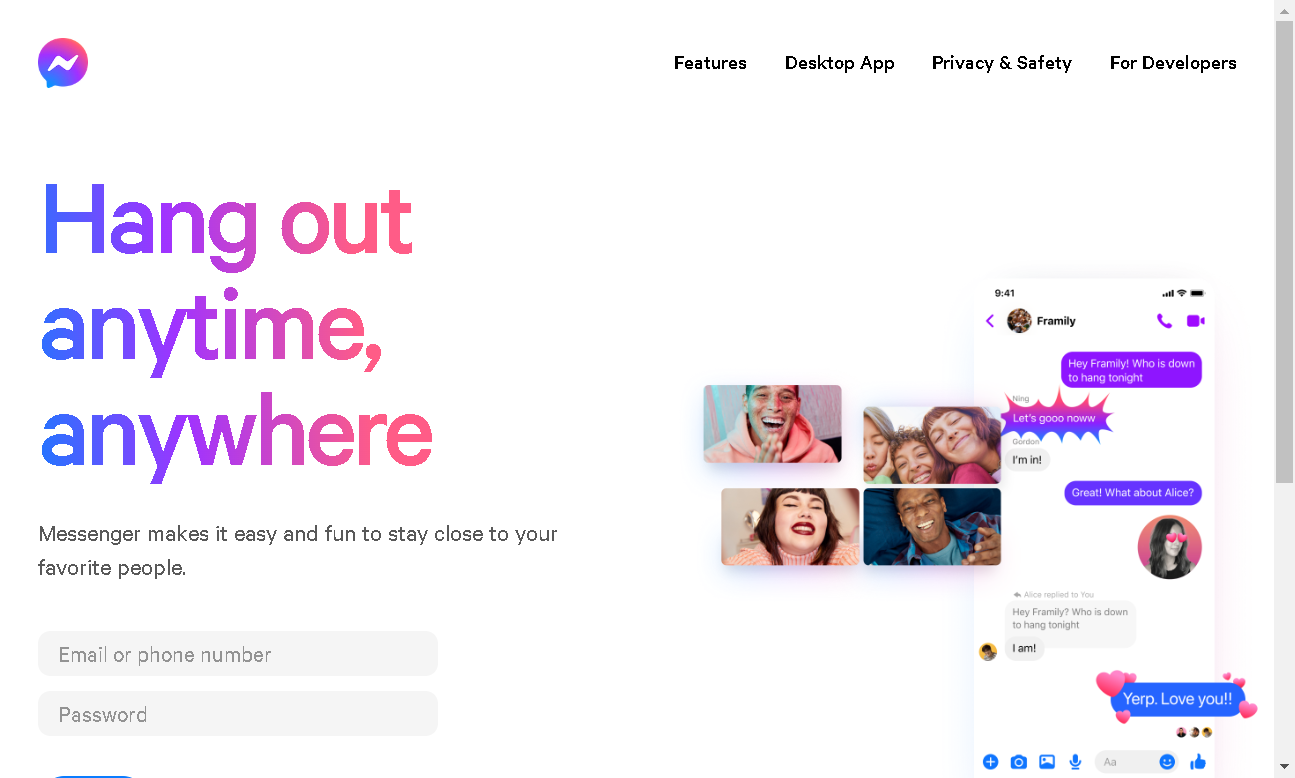 Features Desktop App Privacy & Safety For Developers
Hang out
anytime,
anywhere
Messenger makes it easy and fun to stay close to your
favorite people.
Email or phone number
Password
9:41
Framily
Hey Framily! Who is down
to hang tonight
Ning
Let's gooo noww
Gordon
I'm in!
Great! What about Alice?
Alice replied to You
Hey Framily? Who is down
to hang tonight
I am!
Yerp. Love you!!
Aa